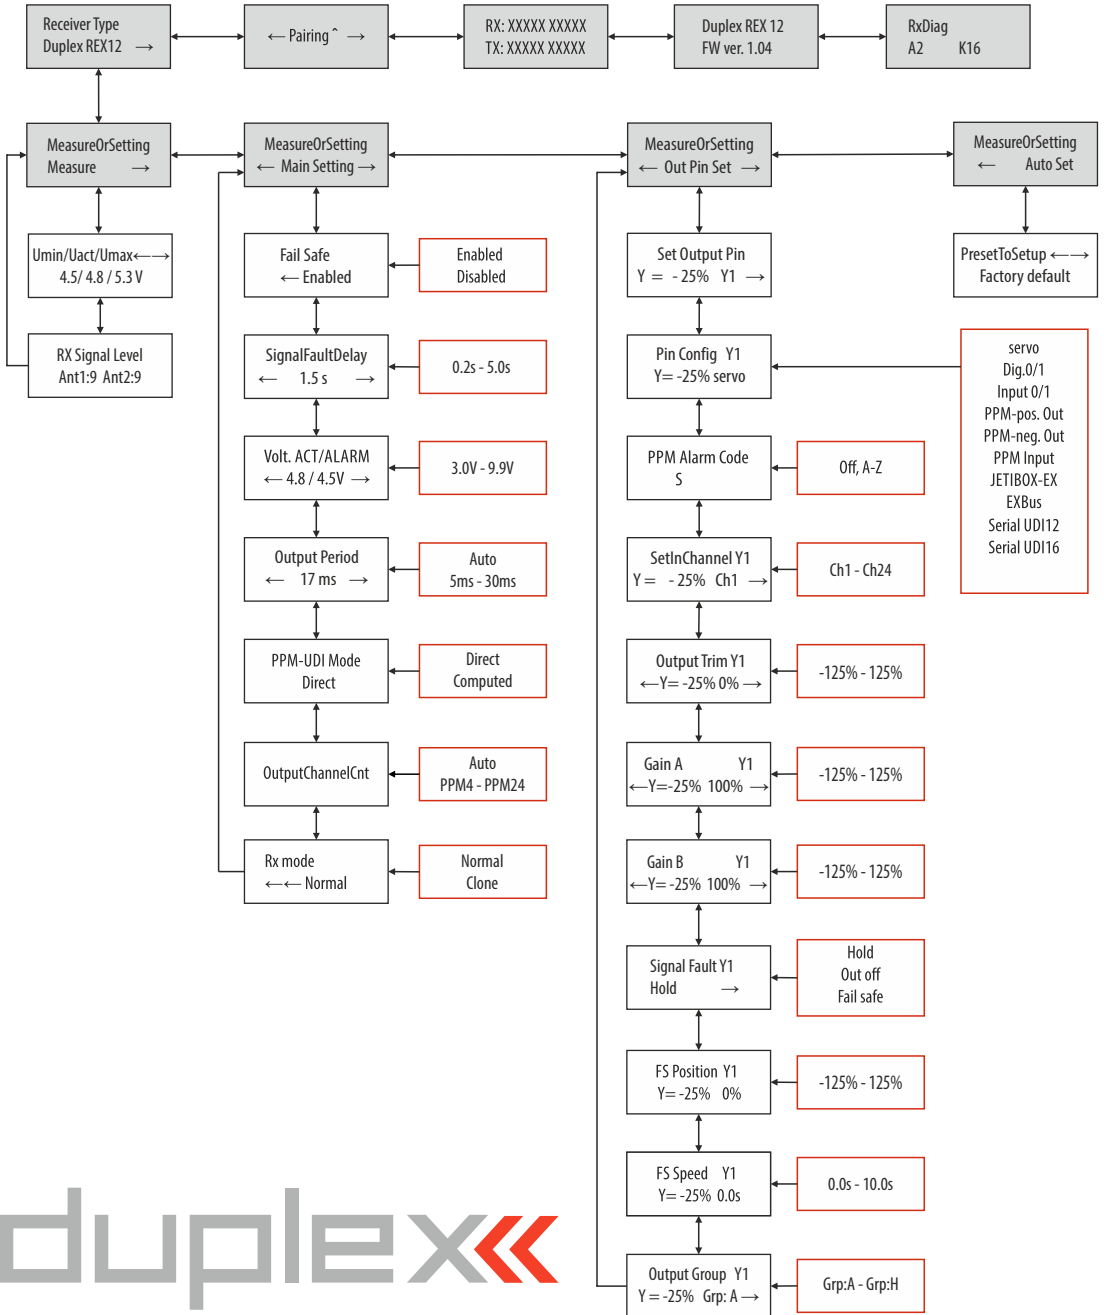 Receiver Type
Duplex REX12 →
← Pairing ˆ →
RX: XXXXX XXXXX
TX: XXXXX XXXXX
Duplex REX 12
FW ver. 1.04
RxDiag
A2 K16
MeasureOrSetting
Measure →
MeasureOrSetting
← Main Setting →
MeasureOrSetting
← Out Pin Set →
MeasureOrSetting
← Auto Set
Umin/Uact/Umax←→
4.5/ 4.8 / 5.3 V
RX Signal Level
Ant1:9 Ant2:9
Fail Safe
← Enabled
Enabled
Disabled
SignalFaultDelay
← 1.5 s →
0.2s - 5.0s
Volt. ACT/ALARM
← 4.8 / 4.5V →
3.0V - 9.9V
Output Period
← 17 ms →
Auto
5ms - 30ms
PPM-UDI Mode
Direct
Direct
Computed
OutputChannelCnt
Auto
PPM4 - PPM24
Rx mode
←← Normal
Normal
Clone
Set Output Pin
Y = - 25% Y1 →
Pin Config Y1
Y= -25% servo
PPM Alarm Code
S
Off, A-Z
SetInChannel Y1
Y = - 25% Ch1 →
Ch1 - Ch24
Output Trim Y1
←Y= -25% 0% →
-125% - 125%
Gain A Y1
←Y=-25% 100% →
-125% - 125%
Gain B Y1
←Y= -25% 100% →
-125% - 125%
Signal Fault Y1
Hold →
Hold
Out off
Fail safe
FS Position Y1
Y= -25% 0%
-125% - 125%
FS Speed Y1
Y= -25% 0.0s
0.0s - 10.0s
Output Group Y1
Y = -25% Grp: A →
Grp:A - Grp:H
PresetToSetup ←→
Factory default
servo
Dig.0/1
Input 0/1
PPM-pos. Out
PPM-neg. Out
PPM Input
JETIBOX-EX
EXBus
Serial UDI12
Serial UDI16
duplex